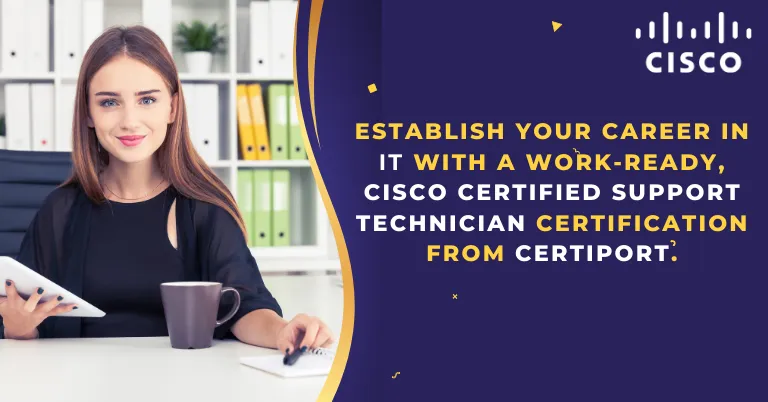 CISCO
ESTABLISH YOUR CAREER IN
IT WITH A WORK-READY,
CISCO CERTIFIED SUPPORT
TECHNICIAN CERTIFICATION
FROM CERTIPORT.